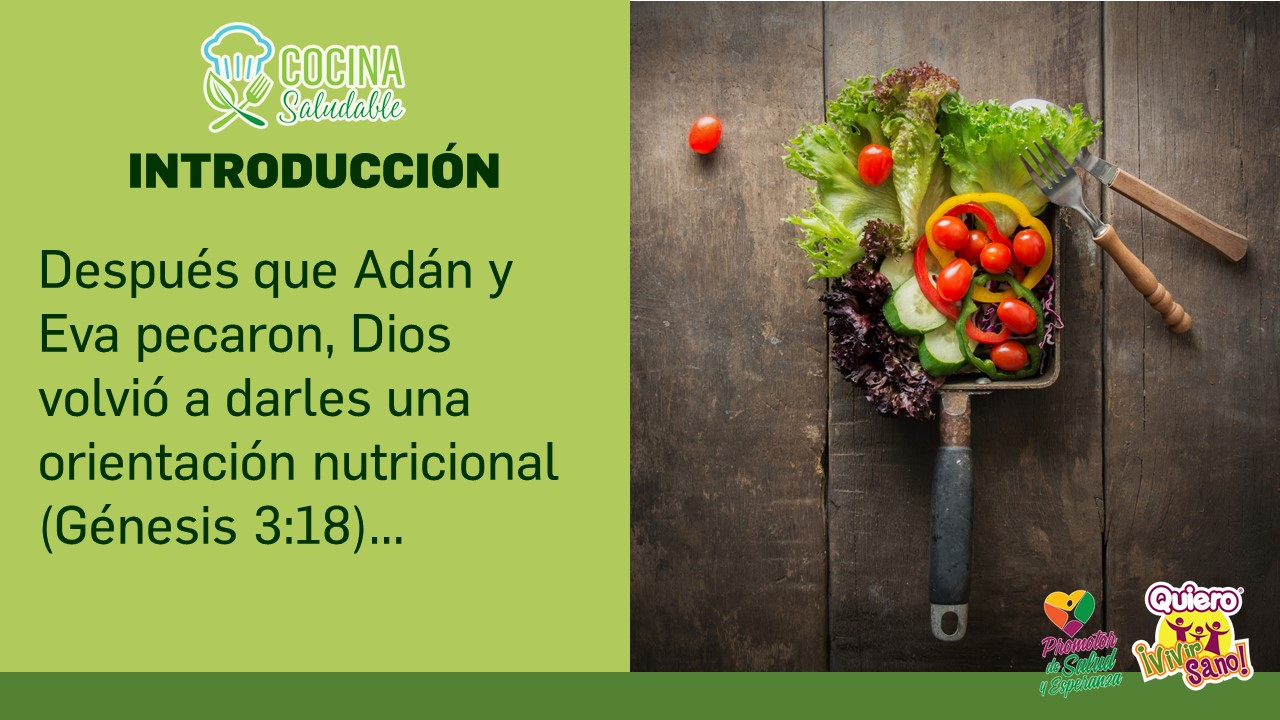 COCINA
Saludable
INTRODUCCIÓN
Después que Adán y
Eva pecaron, Dios
volvió a darles una
orientación nutricional
(Génesis 3:18)...
Promotor
de Salud
y Esperanza
Quiero
¡ViVir
Sano!